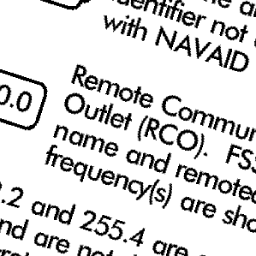 identifier not
with NAVAID
0.0
Remote Commun
Outlet (RCO). FSS
name and remoted
frequency(s) are sho
.2 and 255.4 are
nd are not